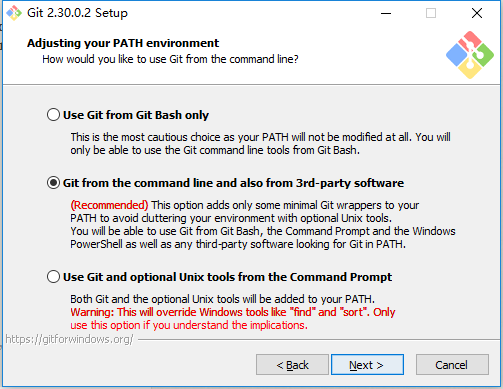 Git 2.30.0.2 Setup
Adjusting your PATH environment
How would you like to use Git from the command line?
Use Git from Git Bash only
This is the most cautious choice as your PATH will not be modified at all. You will
only be able to use the Git command line tools from Git Bash.
Git from the command line and also from 3rd-party software
(Recommended) This option adds only some minimal Git wrappers to your
PATH to avoid cluttering your environment with optional Unix tools.
You will be able to use Git from Git Bash, the Command Prompt and the Windows
PowerShell as well as any third-party software looking for Git in PATH.
Use Git and optional Unix tools from the Command Prompt
Both Git and the optional Unix tools will be added to your PATH.
Warning: This will override Windows tools like "find" and "sort". Only
use this option if you understand the implications.
https://gitforwindows.org/
< Back
Next >
Cancel